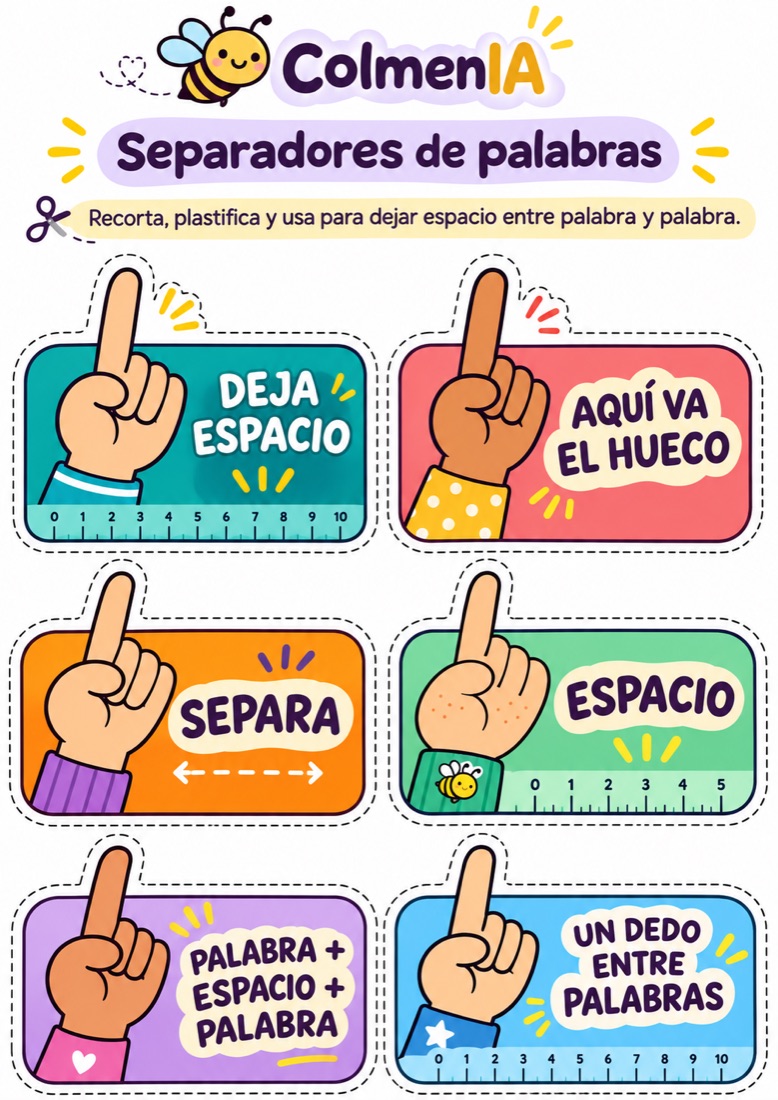 ColmenIA
Separadores de palabras
Recorta, plastifica y usa para dejar espacio entre palabra y palabra.
DEJA
ESPACIO
0 1 2 3 4 5 6 7 8 9 10
AQUÍ VA
EL HUECO
SEPARA
ESPACIO
0 1 2 3 4 5
PALABRA +
ESPACIO +
PALABRA
UN DEDO
ENTRE
PALABRAS
0 1 2 3 4 5 6 7 8 9 10